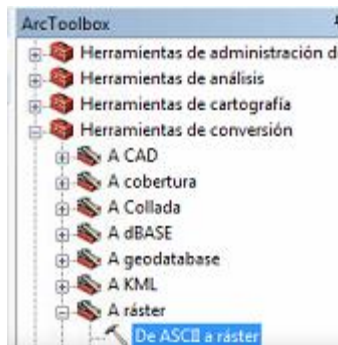 ArcToolbox
Herramientas de administración d
Herramientas de análisis
Herramientas de cartografía
Herramientas de conversión
A CAD
A cobertura
A Collada
A dBASE
A geodatabase
A KML
A ráster
De ASCII a ráster